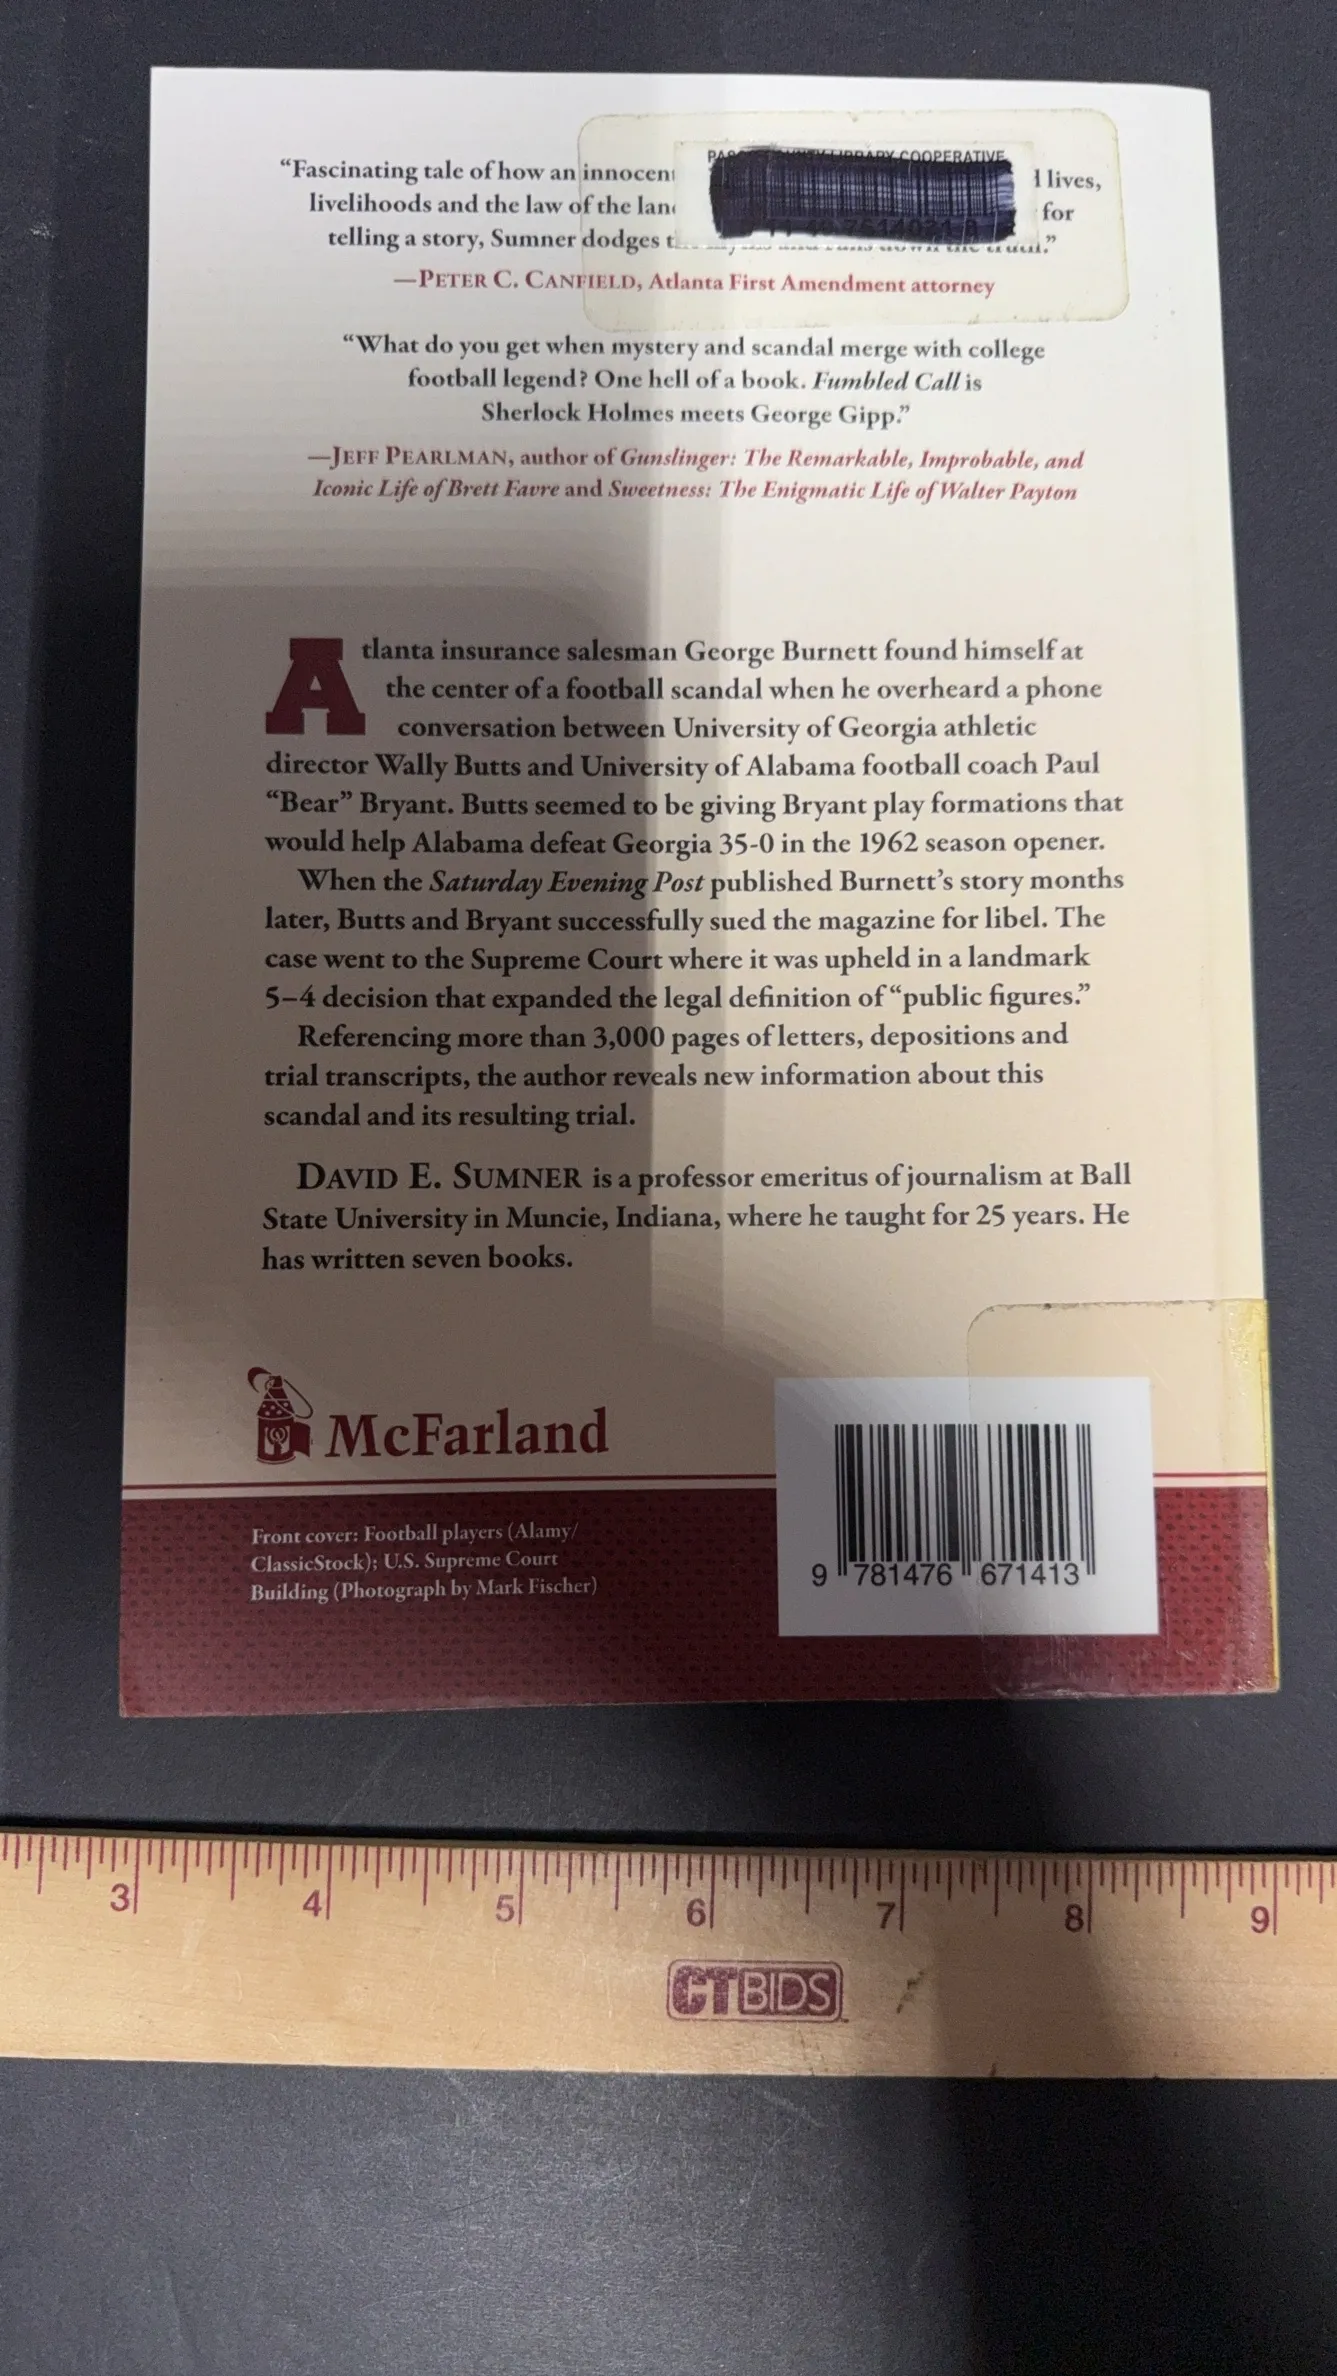 “Fascinating tale of how an innocent
d lives,
livelihoods and the law of the land
for
telling a story, Sumner dodges
down the truth.”
LIBRARY COOPERATIVE
—PETER C. CANFIELD, Atlanta First Amendment attorney
“What do you get when mystery and scandal merge with college
football legend? One hell of a book. Fumbled Call is
Sherlock Holmes meets George Gipp.”
—JEFF PEARLMAN, author of Gunslinger: The Remarkable, Improbable, and
Iconic Life of Brett Favre and Sweetness: The Enigmatic Life of Walter Payton
Atlanta insurance salesman George Burnett found himself at
the center of a football scandal when he overheard a phone
conversation between University of Georgia athletic
director Wally Butts and University of Alabama football coach Paul
“Bear” Bryant. Butts seemed to be giving Bryant play formations that
would help Alabama defeat Georgia 35-0 in the 1962 season opener.
When the Saturday Evening Post published Burnett’s story months
later, Butts and Bryant successfully sued the magazine for libel. The
case went to the Supreme Court where it was upheld in a landmark
5–4 decision that expanded the legal definition of “public figures.”
Referencing more than 3,000 pages of letters, depositions and
trial transcripts, the author reveals new information about this
scandal and its resulting trial.
DAVID E. SUMNER is a professor emeritus of journalism at Ball
State University in Muncie, Indiana, where he taught for 25 years. He
has written seven books.
McFarland
Front cover: Football players (Alamy/
ClassicStock); U.S. Supreme Court
Building (Photograph by Mark Fischer)
9 781476 671413
3 4 5 6 7 8 9
CTBIDS